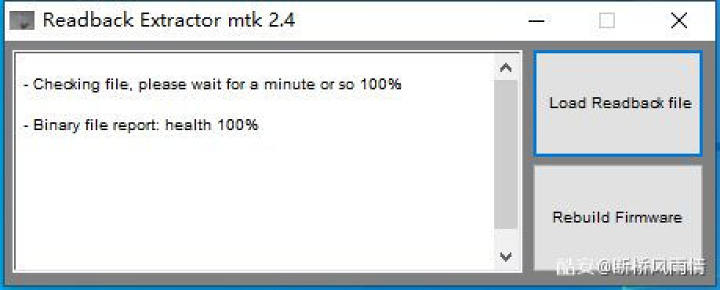 Readback Extractor mtk 2.4
- Checking file, please wait for a minute or so 100%
- Binary file report: health 100%
Load Readback file
Rebuild Firmware
酷安@断桥风雨情